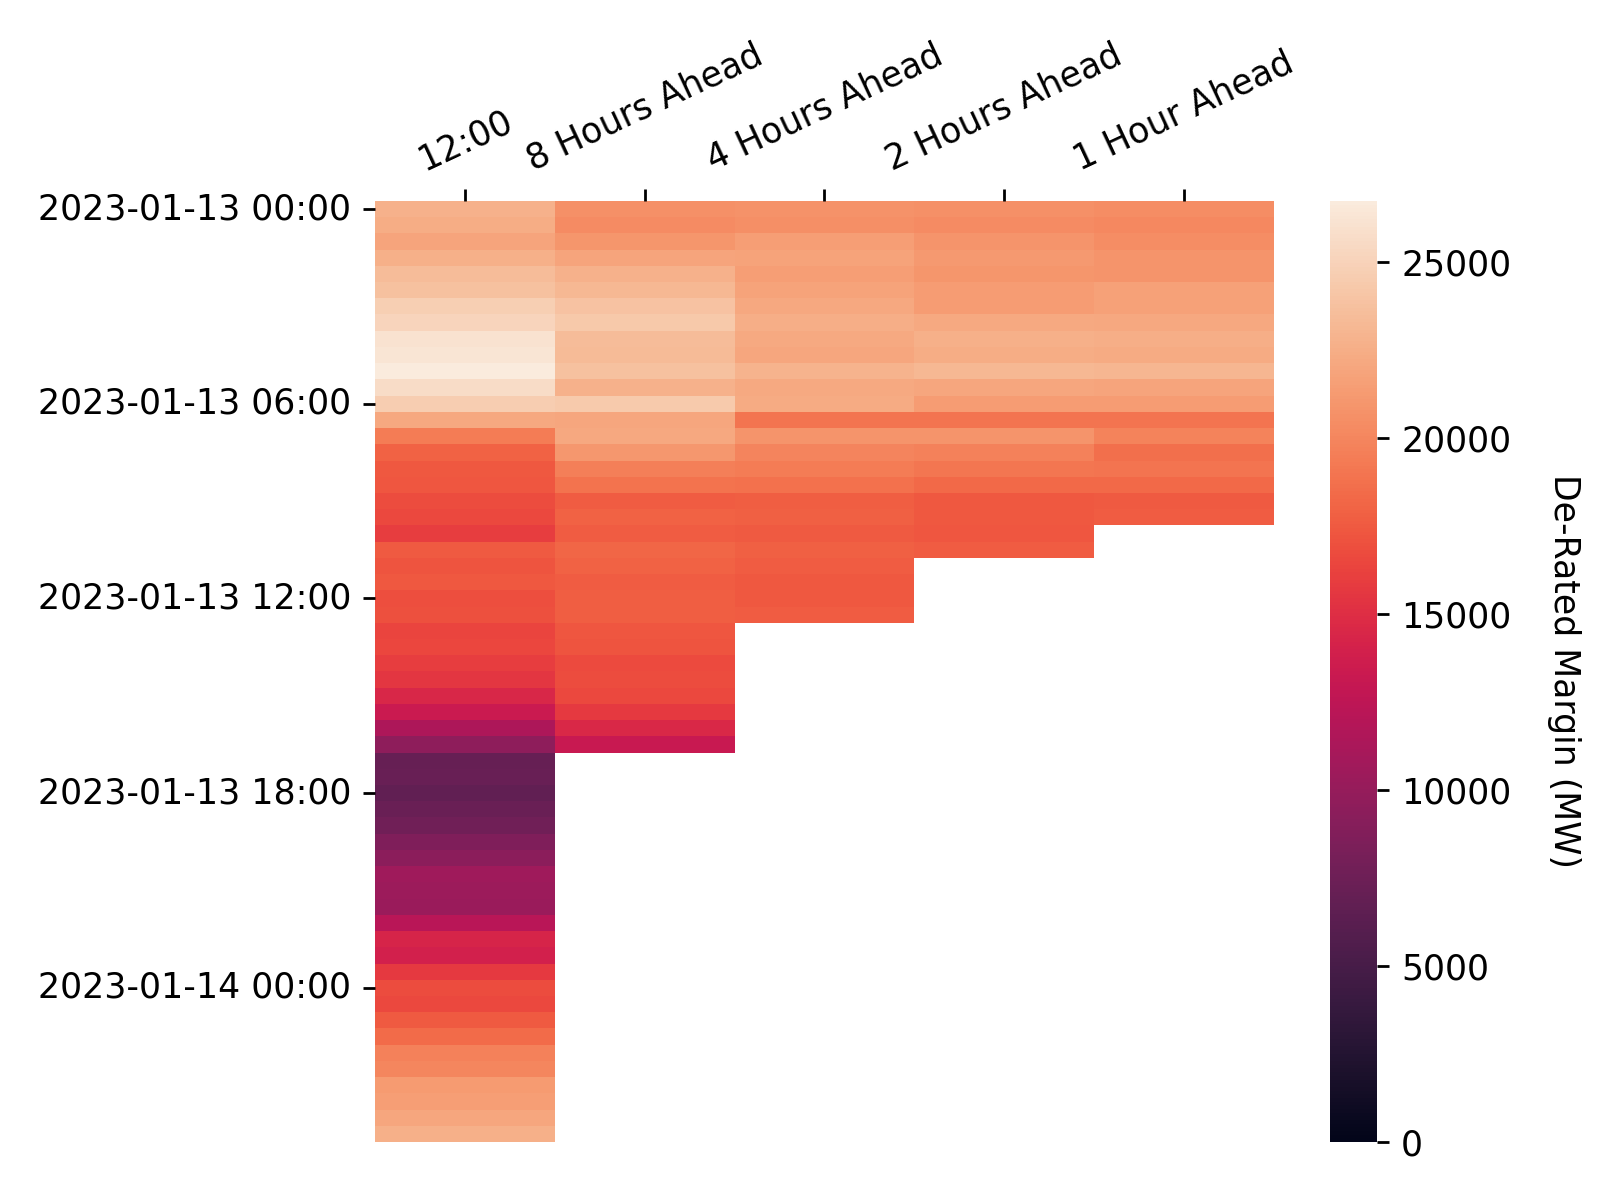 12:00
8 Hours Ahead
4 Hours Ahead
2 Hours Ahead
1 Hour Ahead
2023-01-13 00:00
2023-01-13 06:00
2023-01-13 12:00
2023-01-13 18:00
2023-01-14 00:00
25000
20000
15000
10000
5000
0
De-Rated Margin (MW)